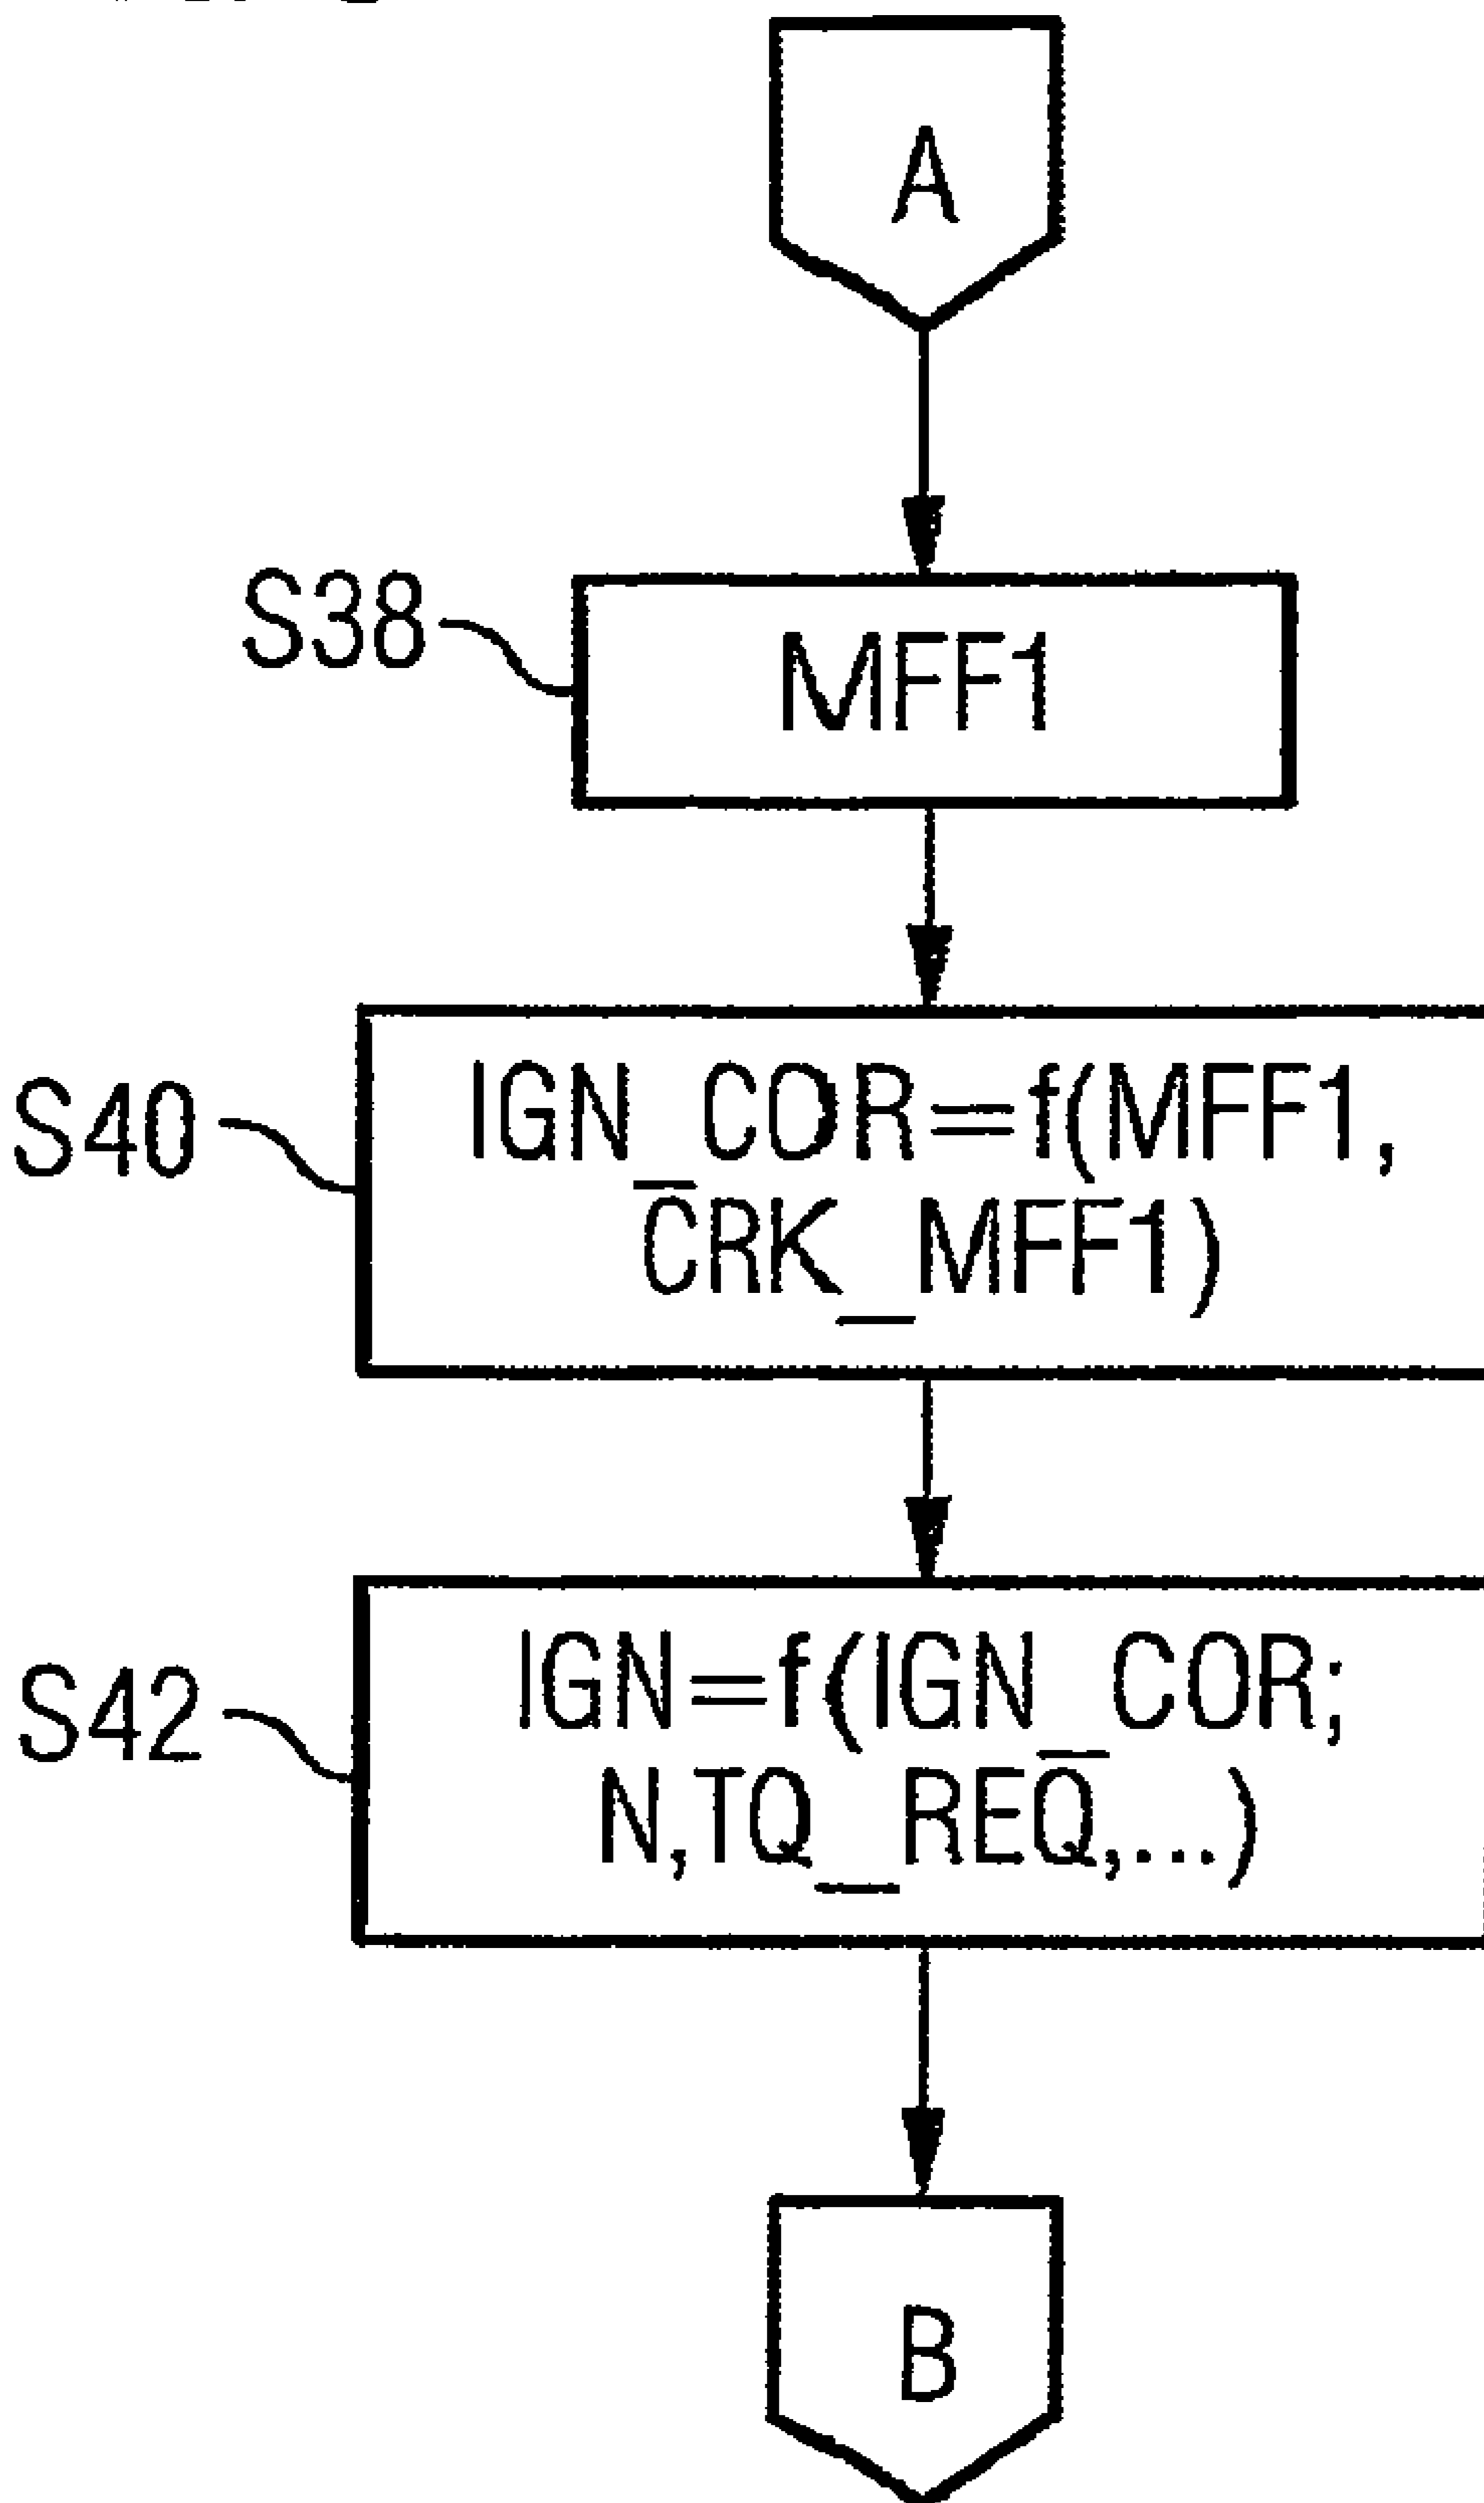 A
S38
MFF1
S40
IGN_COR=f(MFF1,
CRK_MFF1)
S42
IGN=f(IGN_COR;
N,TQ_REQ,...)
B